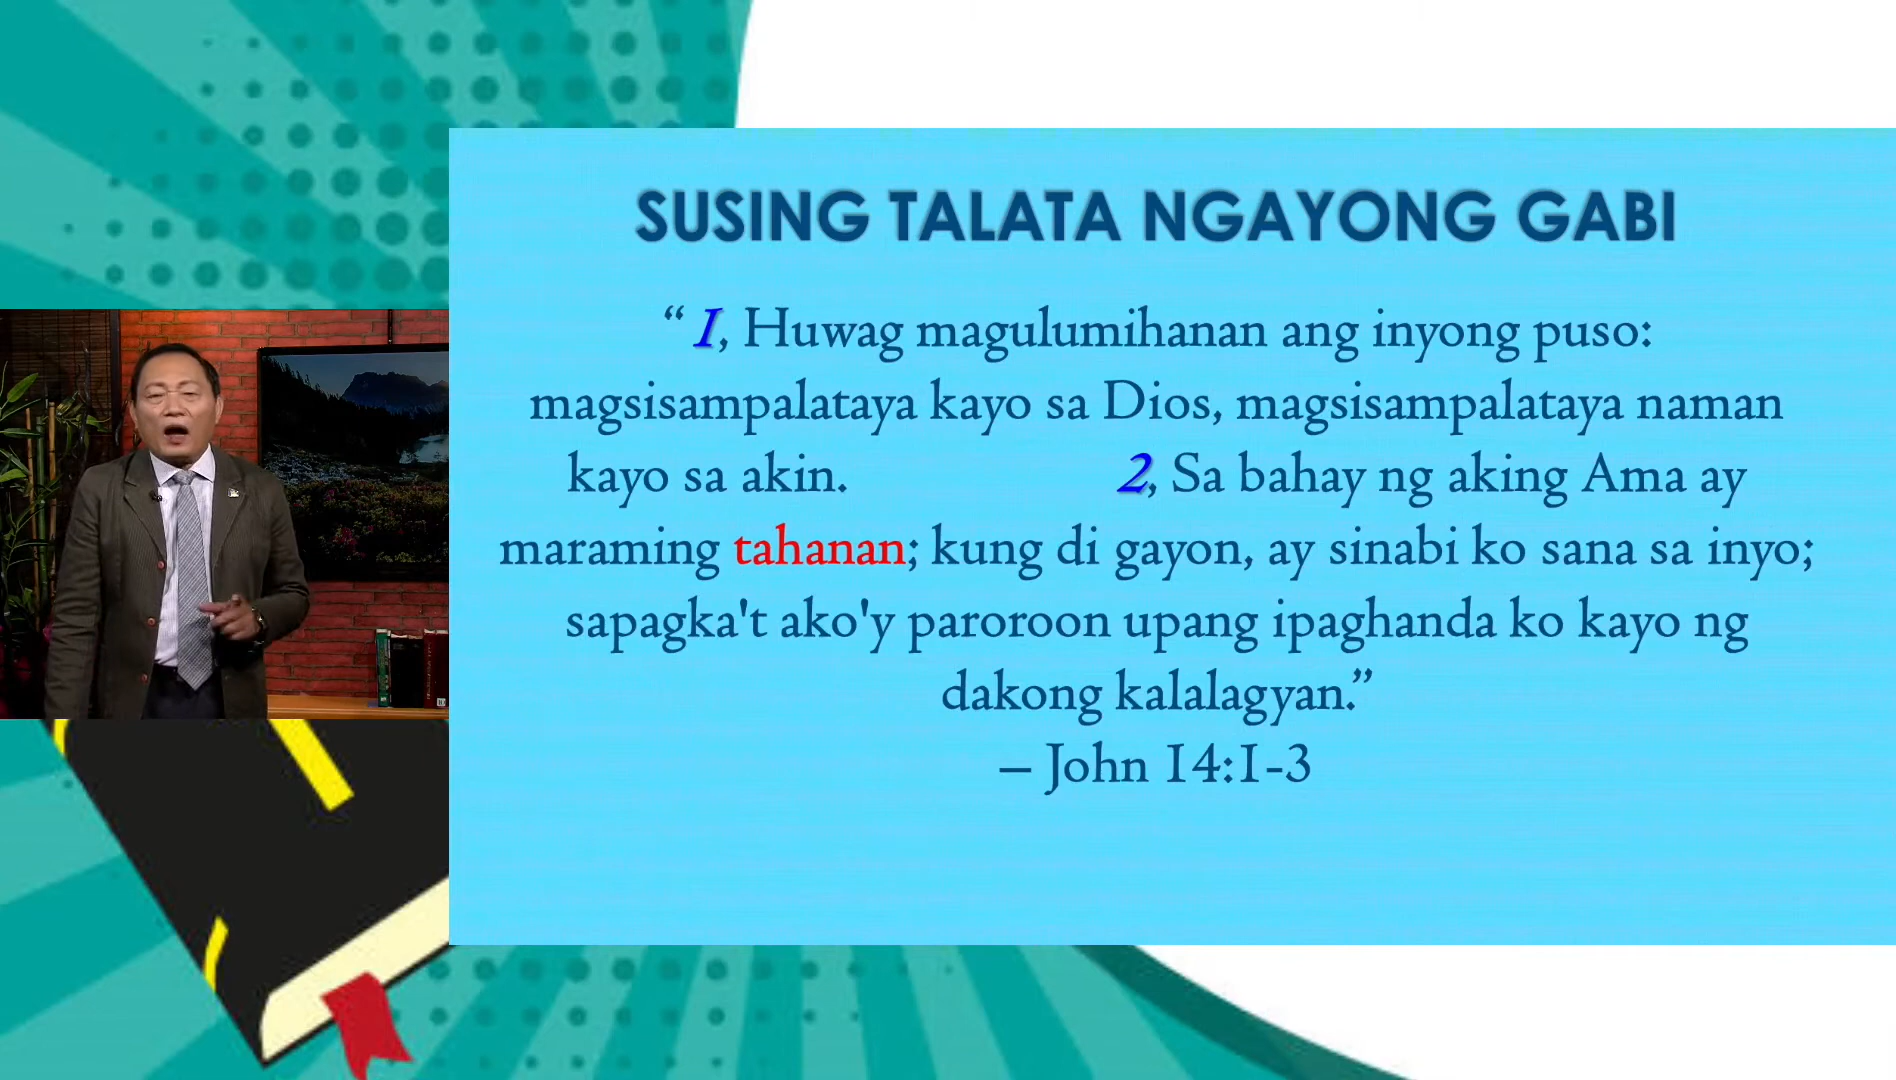 SUSING TALATA NGAYONG GABI
“ 1, Huwag magulumihanan ang inyong puso:
magsisampalataya kayo sa Dios, magsisampalataya naman
kayo sa akin. 2, Sa bahay ng aking Ama ay
maraming tahanan; kung di gayon, ay sinabi ko sana sa inyo;
sapagka't ako'y paroroon upang ipaghanda ko kayo ng
dakong kalalagyan.”
– John 14:1-3